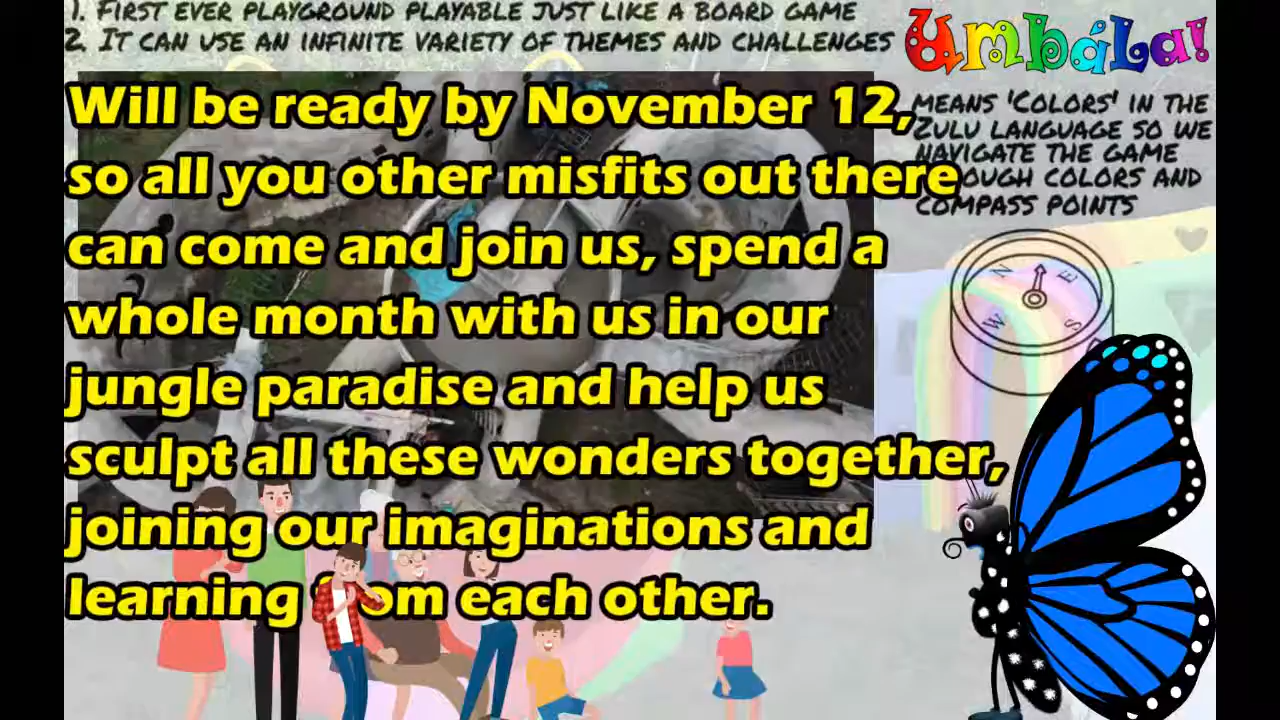 1. First ever playground playable just like a board game
2. It can use an infinite variety of themes and challenges
Umbála!
means 'Colors' in the
Zulu language so we
navigate the game
ough colors and
compass points
N
E
W
S
Will be ready by November 12,
so all you other misfits out there
can come and join us, spend a
whole month with us in our
jungle paradise and help us
sculpt all these wonders together,
joining our imaginations and
learning om each other.